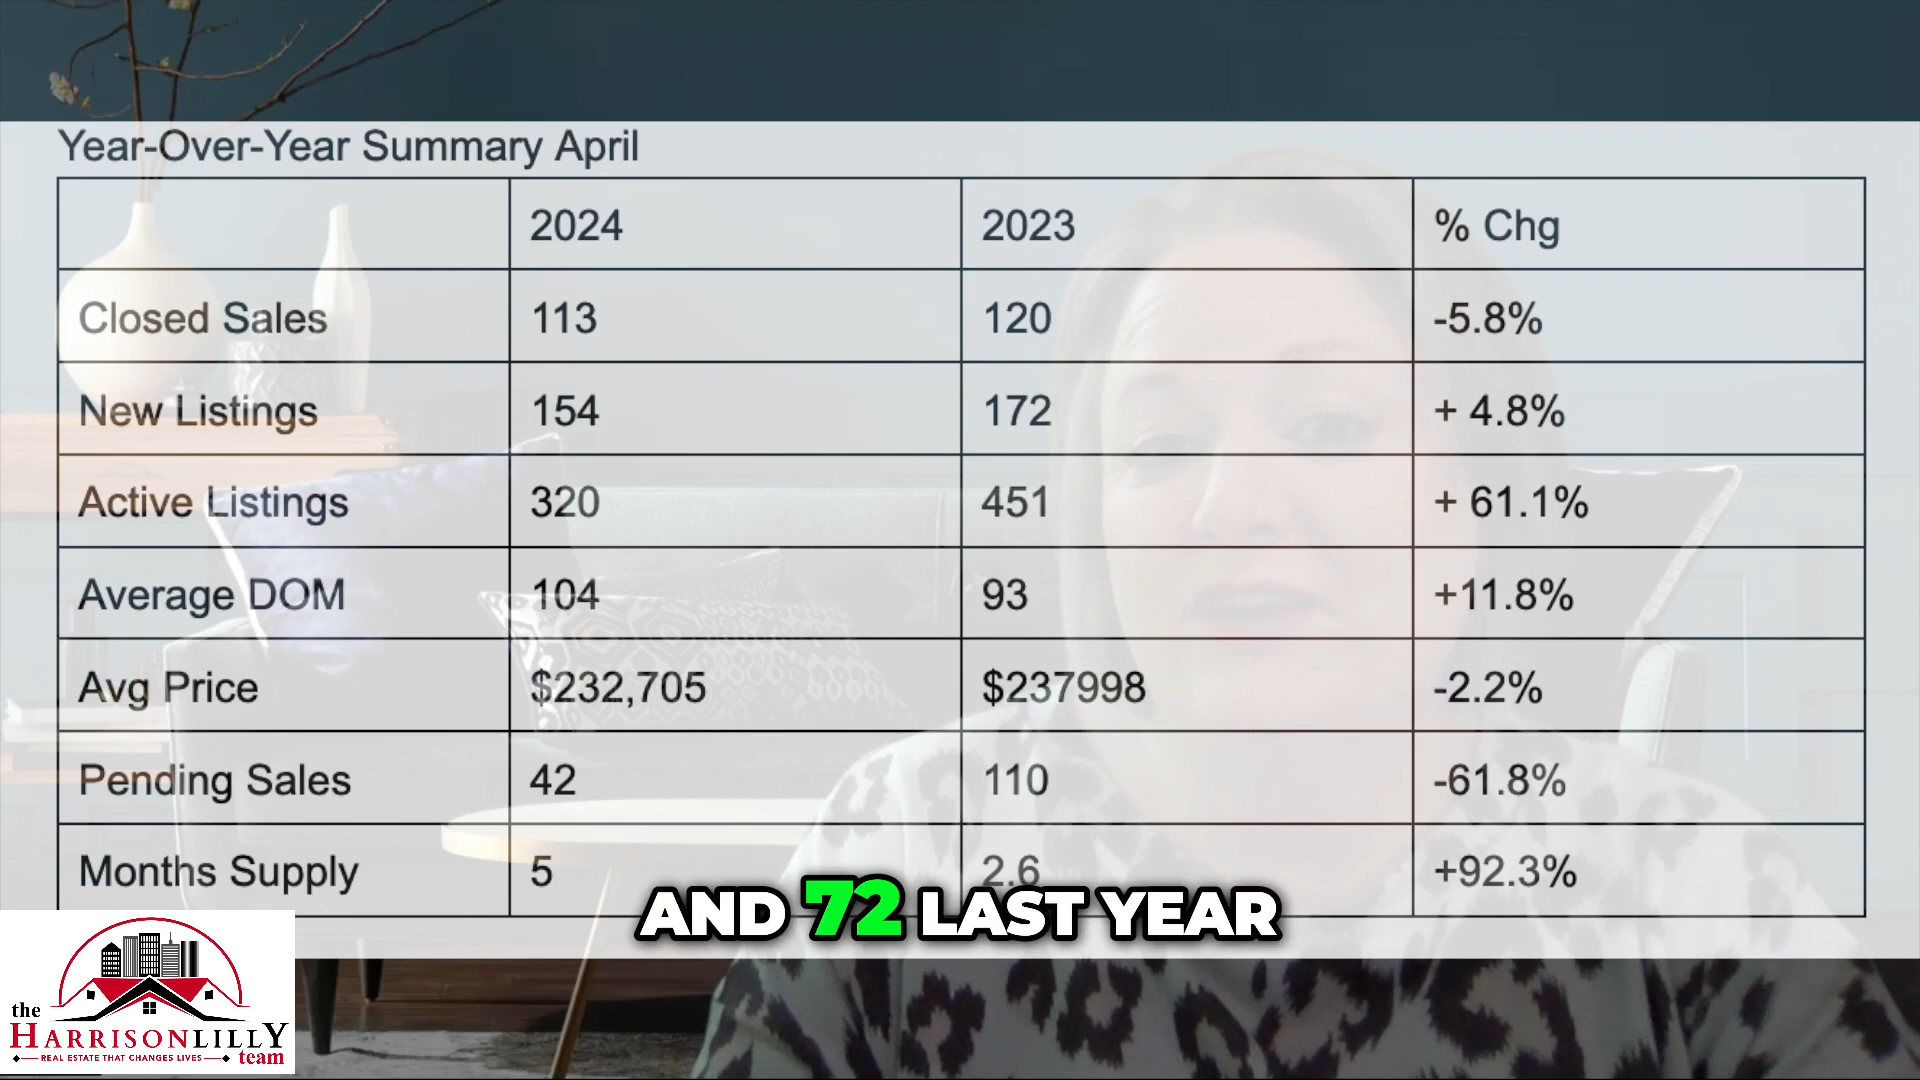 Year-Over-Year Summary April
2024 2023 % Chg
Closed Sales 113 120 -5.8%
New Listings 154 172 + 4.8%
Active Listings 320 451 + 61.1%
Average DOM 104 93 +11.8%
Avg Price $232,705 $237998 -2.2%
Pending Sales 42 110 -61.8%
Months Supply 5 2.6 +92.3%
AND 72 LAST YEAR
the
HARRISONLILLY
REAL ESTATE THAT CHANGES LIVES
team